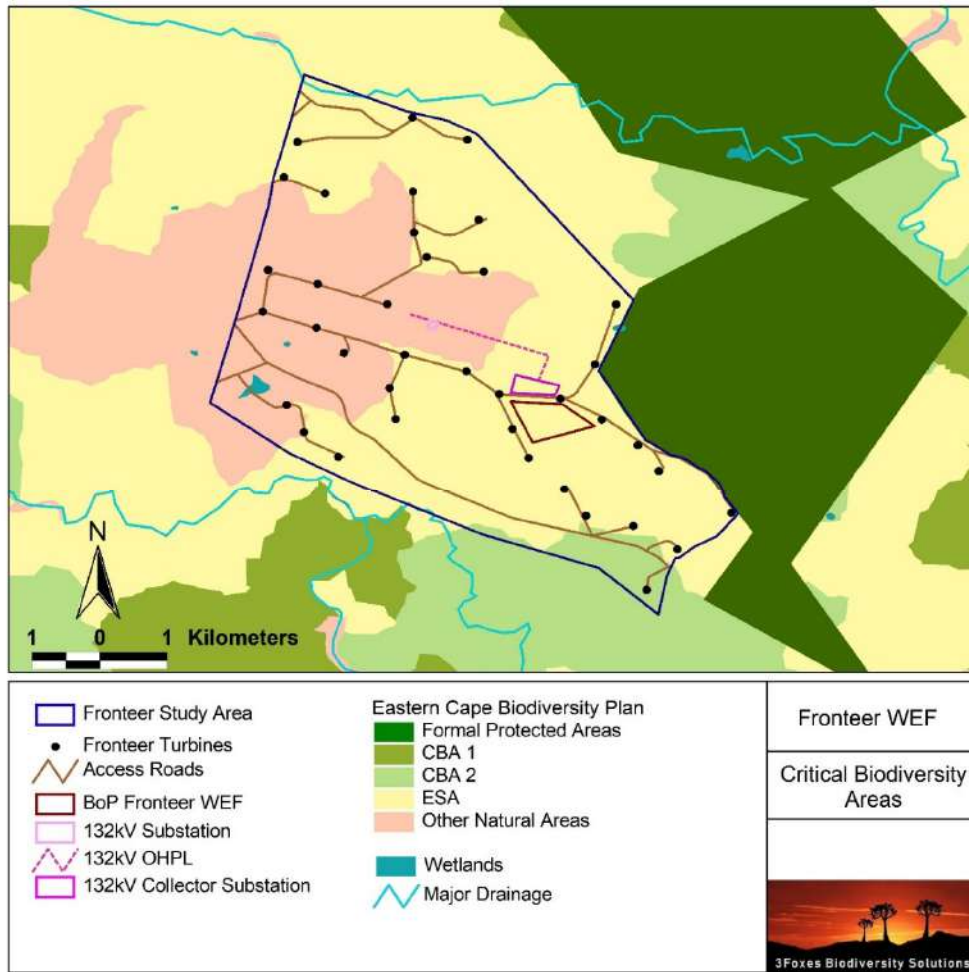 N
1 0 1 Kilometers
Fronteer Study Area
Fronteer Turbines
Access Roads
BoP Fronteer WEF
132kV Substation
132kV OHPL
132kV Collector Substation
Eastern Cape Biodiversity Plan
Formal Protected Areas
CBA 1
CBA 2
ESA
Other Natural Areas
Wetlands
Major Drainage
Fronteer WEF
Critical Biodiversity
Areas
3Foxes Biodiversity Solutions